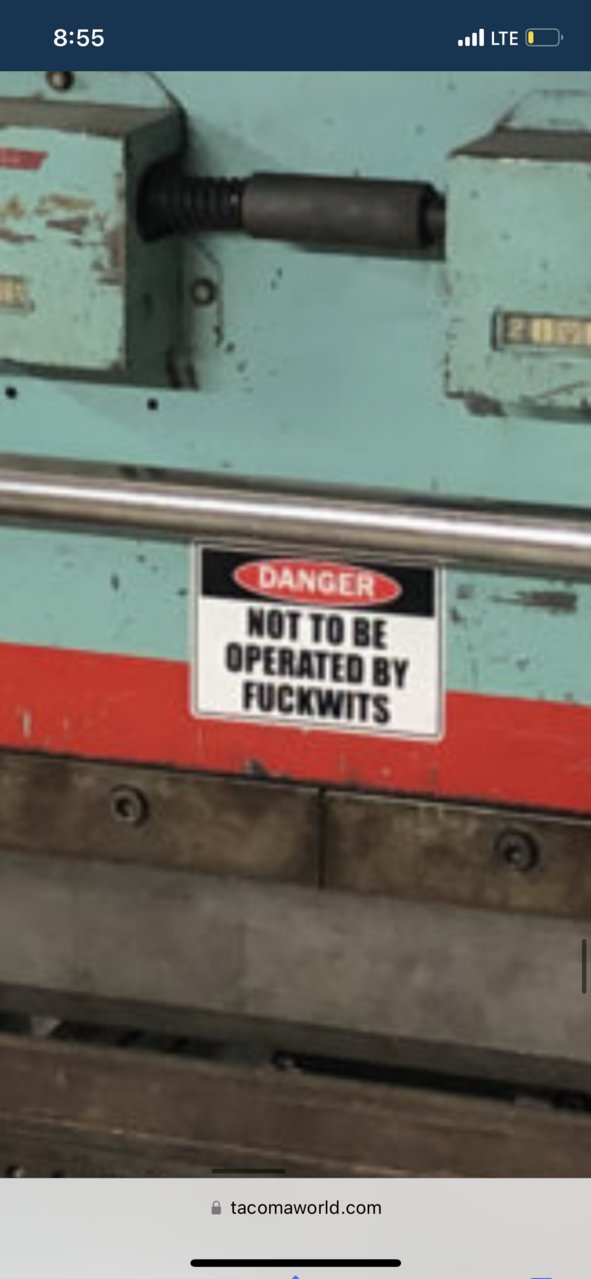 8:55
LTE
DANGER
NOT TO BE
OPERATED BY
FUCKWITS
tacomaworld.com